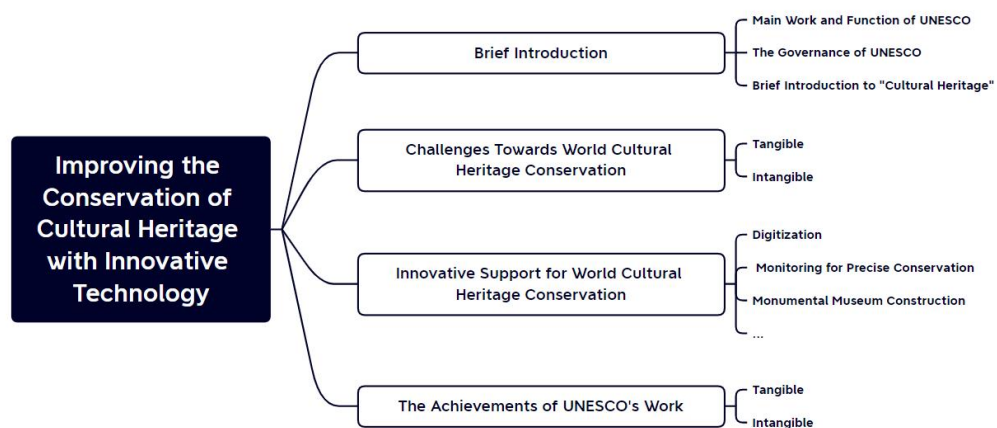 Improving the
Conservation of
Cultural Heritage
with Innovative
Technology
Brief Introduction
Main Work and Function of UNESCO
The Governance of UNESCO
Brief Introduction to "Cultural Heritage"
Challenges Towards World Cultural
Heritage Conservation
Tangible
Intangible
Innovative Support for World Cultural
Heritage Conservation
Digitization
Monitoring for Precise Conservation
Monumental Museum Construction
...
The Achievements of UNESCO's Work
Tangible
Intangible